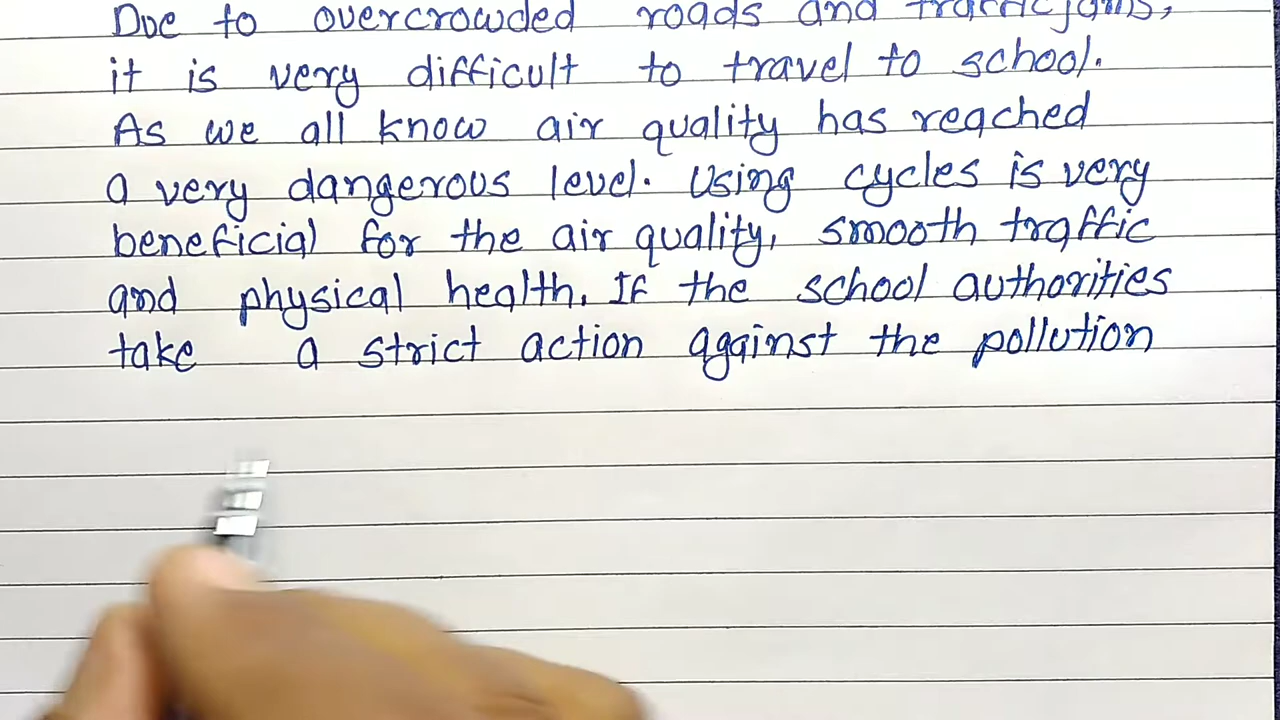 Due to overcrowded roads and traffic jams,
it is very difficult to travel to school.
As we all know air quality has reached
a very dangerous level. Using cycles is very
beneficial for the air quality, smooth traffic
and physical health. If the school authorities
take a strict action against the pollution